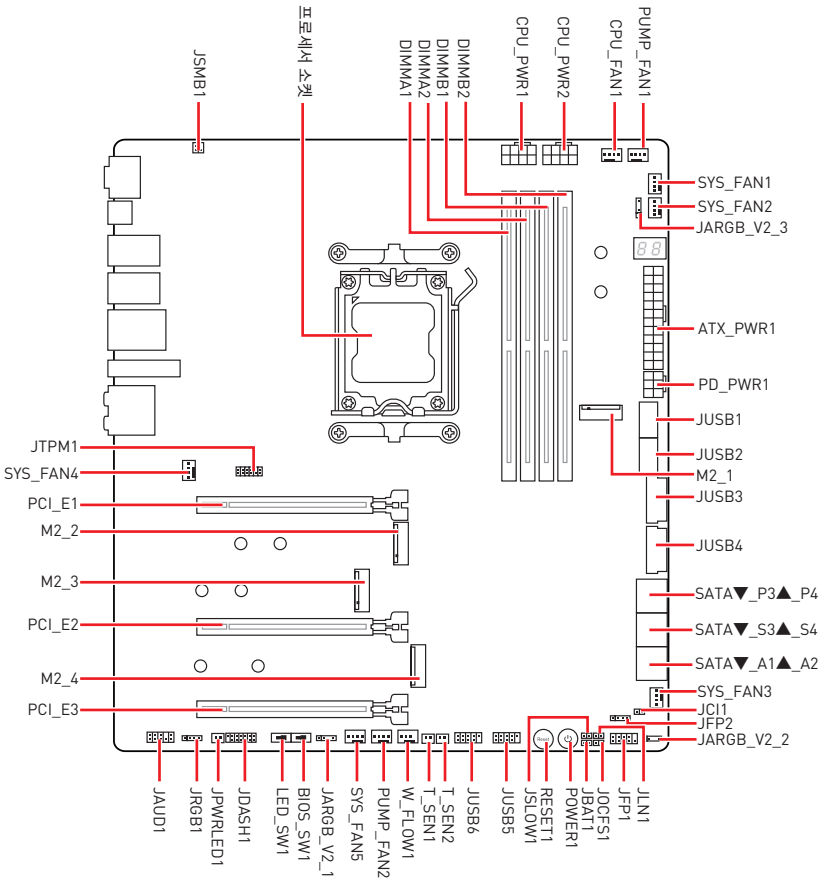 JSMB1
프로세서 소켓
DIMMA1
DIMMA2
DIMMB1
DIMMB2
CPU_PWR1
CPU_PWR2
CPU_FAN1
PUMP_FAN1
SYS_FAN1
SYS_FAN2
JARGB_V2_3
88
ATX_PWR1
PD_PWR1
JUSB1
JUSB2
M2_1
JUSB3
JUSB4
SATA▼_P3▲_P4
SATA▼_S3▲_S4
SATA▼_A1▲_A2
SYS_FAN3
JCI1
JFP2
JARGB_V2_2
JTPM1
SYS_FAN4
PCI_E1
M2_2
M2_3
PCI_E2
M2_4
PCI_E3
Reset
JAUD1
JRGB1
JPWRLED1
JDASH1
LED_SW1
BIOS_SW1
JARGB_V2_1
SYS_FAN5
PUMP_FAN2
W_FLOW1
T_SEN1
T_SEN2
JUSB6
JUSB5
JSLOW1
RESET1
POWER1
JBAT1
JOCFS1
JFP1
JLN1